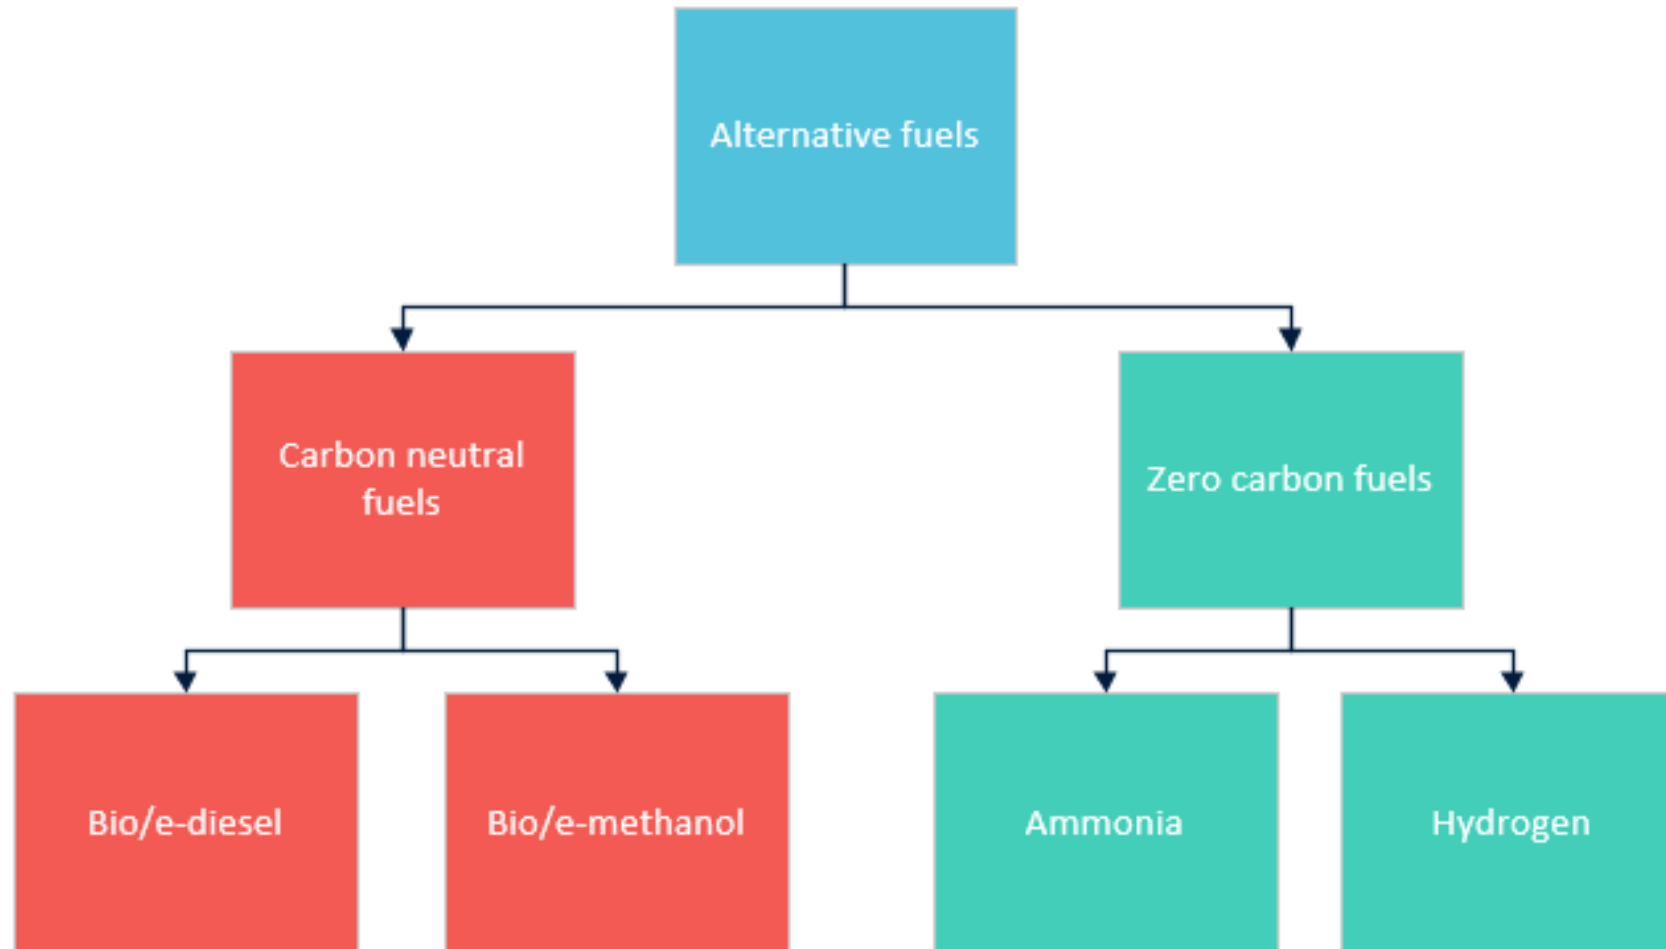 Alternative fuels
Carbon neutral
fuels
Zero carbon fuels
Bio/e-diesel
Bio/e-methanol
Ammonia
Hydrogen